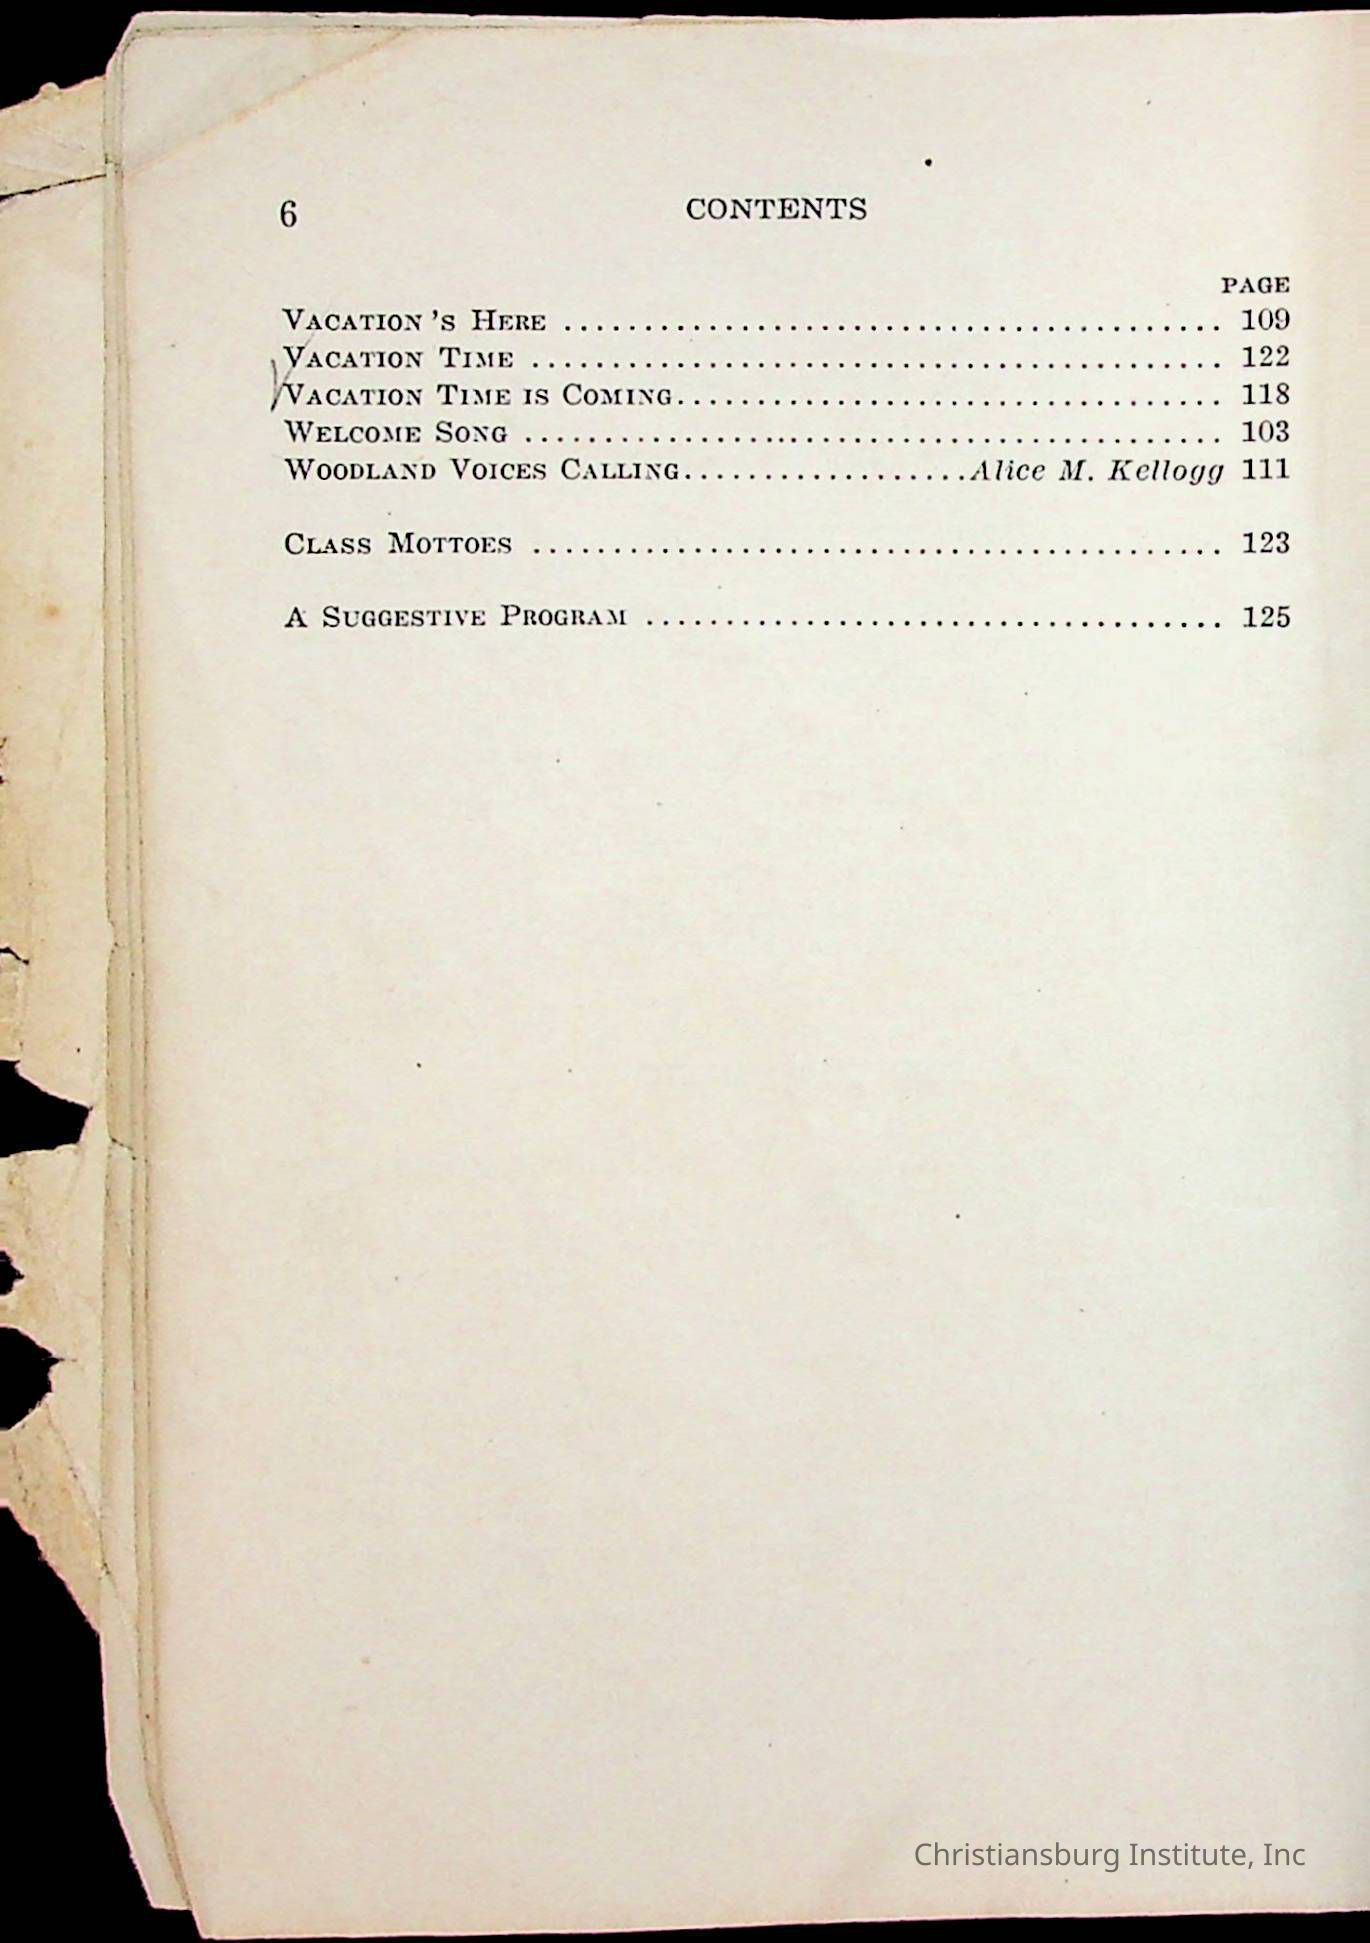 6 CONTENTS
PAGE
VACATION'S HERE ........................................ 109
VACATION TIME .......................................... 122
VACATION TIME IS COMING.................................. 118
WELCOME SONG ........................................... 103
WOODLAND VOICES CALLING..................Alice M. Kellogg 111
CLASS MOTTOES .......................................... 123
A SUGGESTIVE PROGRAM ................................... 125
Christiansburg Institute, Inc